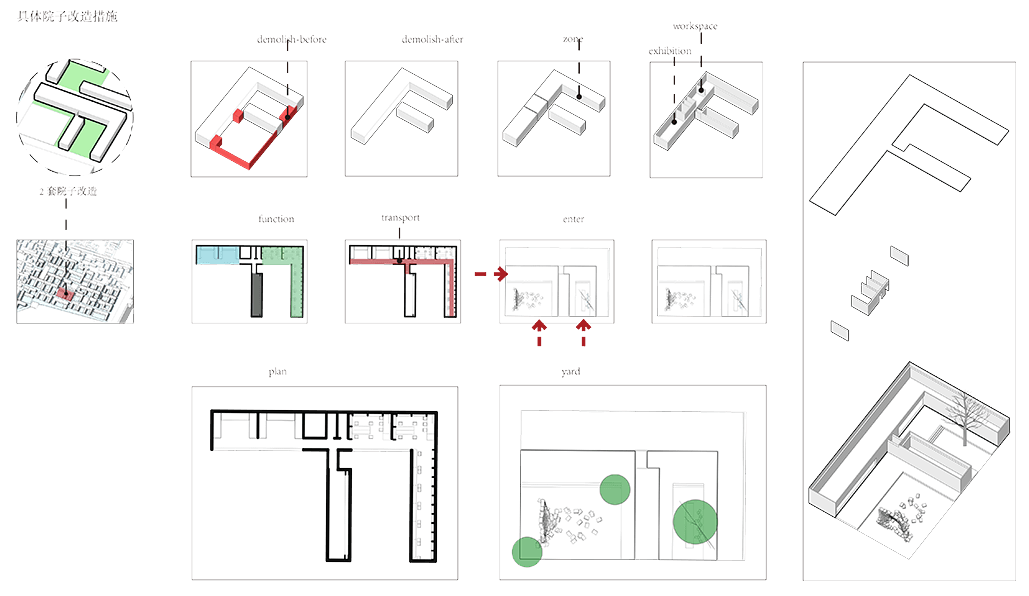 具体院子改造措施
demolish-before
demolish-after
zone
workspace
exhibition
2 套院子改造
function
transport
enter
plan
yard